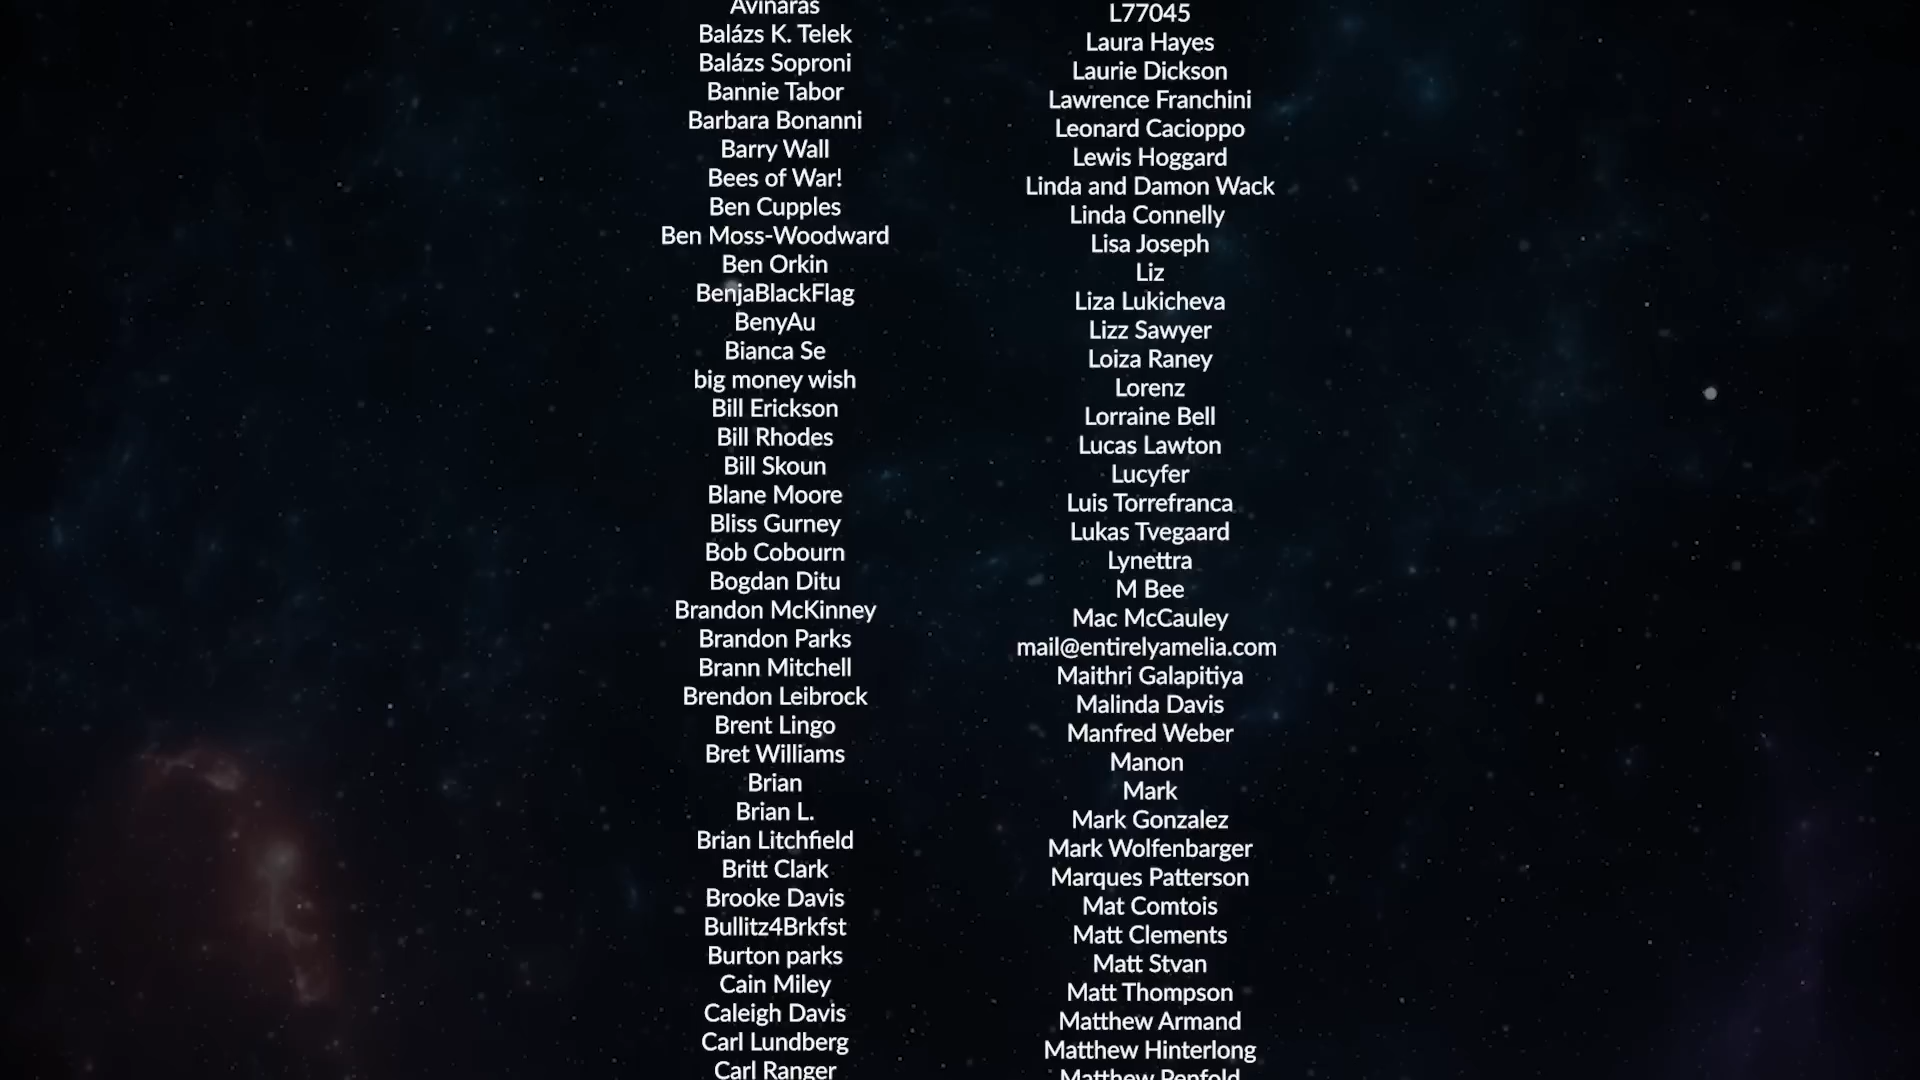 Avinaras
Balázs K. Telek
Balázs Soproni
Bannie Tabor
Barbara Bonanni
Barry Wall
Bees of War!
Ben Cupples
Ben Moss-Woodward
Ben Orkin
BenjaBlackFlag
BenyAu
Bianca Se
big money wish
Bill Erickson
Bill Rhodes
Bill Skoun
Blane Moore
Bliss Gurney
Bob Cobourn
Bogdan Ditu
Brandon McKinney
Brandon Parks
Brann Mitchell
Brendon Leibrock
Brent Lingo
Bret Williams
Brian
Brian L.
Brian Litchfield
Britt Clark
Brooke Davis
Bullitz4Brkfst
Burton parks
Cain Miley
Caleigh Davis
Carl Lundberg
Carl Ranger
L77045
Laura Hayes
Laurie Dickson
Lawrence Franchini
Leonard Cacioppo
Lewis Hoggard
Linda and Damon Wack
Linda Connelly
Lisa Joseph
Liz
Liza Lukicheva
Lizz Sawyer
Loiza Raney
Lorenz
Lorraine Bell
Lucas Lawton
Lucyfer
Luis Torrefranca
Lukas Tvegaard
Lynettra
M Bee
Mac McCauley
mail@entirelyamelia.com
Maithri Galapitiya
Malinda Davis
Manfred Weber
Manon
Mark
Mark Gonzalez
Mark Wolfenbarger
Marques Patterson
Mat Comtois
Matt Clements
Matt Stvan
Matt Thompson
Matthew Armand
Matthew Hinterlong
Matthew Penfold